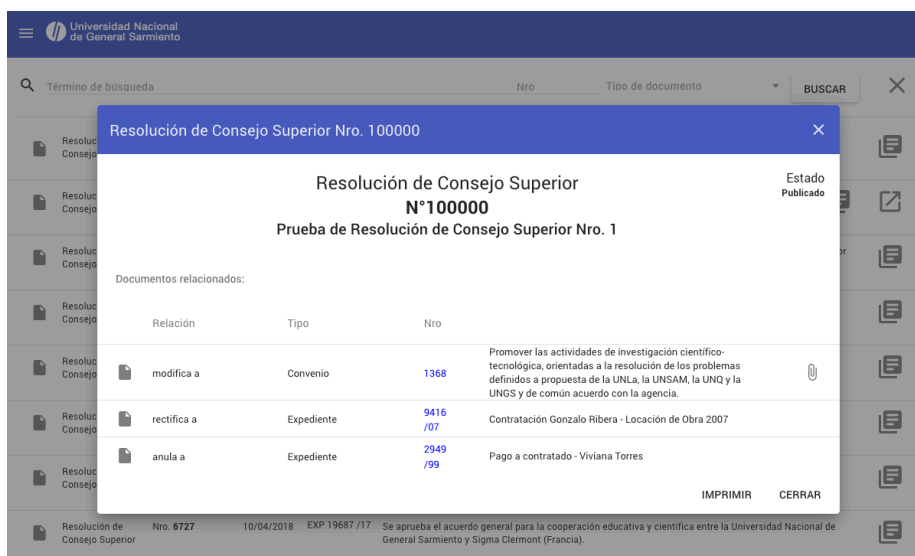 Universidad Nacional
de General Sarmiento
Término de búsqueda Nro Tipo de documento BUSCAR
Resolución de Consejo Superior Nro. 100000
Resolución de Consejo Superior
N°100000
Prueba de Resolución de Consejo Superior Nro. 1
Estado
Publicado
Documentos relacionados:
Relación Tipo Nro
modifica a Convenio 1368
Promover las actividades de investigación científico-
tecnológica, orientadas a la resolución de los problemas
definidos a propuesta de la UNLa, la UNSAM, la UNQ y la
UNGS y de común acuerdo con la agencia.
rectifica a Expediente 9416
/07
Contratación Gonzalo Ribera - Locación de Obra 2007
anula a Expediente 2949
/99
Pago a contratado - Viviana Torres
IMPRIMIR CERRAR
Resolución de Nro. 6727 10/04/2018 EXP 19687 /17 Se aprueba el acuerdo general para la cooperación educativa y científica entre la Universidad Nacional de
Consejo Superior General Sarmiento y Sigma Clermont (Francia).